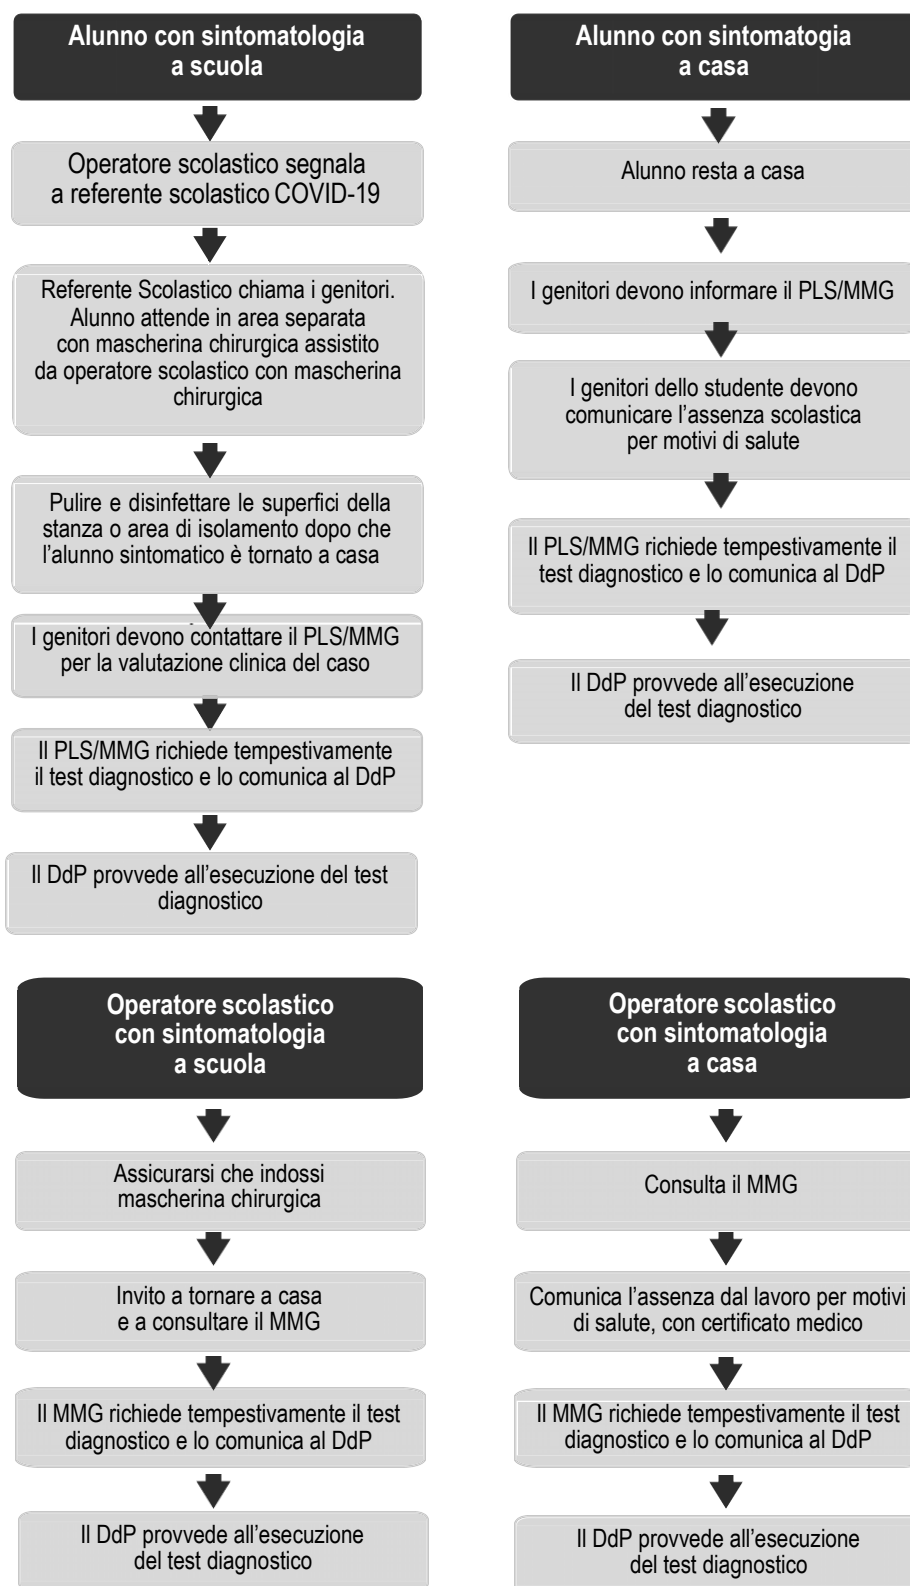 Alunno con sintomatologia
a scuola
Operatore scolastico segnala
a referente scolastico COVID-19
Referente Scolastico chiama i genitori.
Alunno attende in area separata
con mascherina chirurgica assistito
da operatore scolastico con mascherina
chirurgica
Pulire e disinfettare le superfici della
stanza o area di isolamento dopo che
l'alunno sintomatico è tornato a casa
I genitori devono contattare il PLS/MMG
per la valutazione clinica del caso
Il PLS/MMG richiede tempestivamente
il test diagnostico e lo comunica al DdP
Il DdP provvede all'esecuzione del test
diagnostico
Alunno con sintomatogia
a casa
Alunno resta a casa
I genitori devono informare il PLS/MMG
I genitori dello studente devono
comunicare l'assenza scolastica
per motivi di salute
Il PLS/MMG richiede tempestivamente il
test diagnostico e lo comunica al DdP
Il DdP provvede all'esecuzione
del test diagnostico
Operatore scolastico
con sintomatologia
a scuola
Assicurarsi che indossi
mascherina chirurgica
Invito a tornare a casa
e a consultare il MMG
Il MMG richiede tempestivamente il test
diagnostico e lo comunica al DdP
Il DdP provvede all'esecuzione
del test diagnostico
Operatore scolastico
con sintomatologia
a casa
Consulta il MMG
Comunica l'assenza dal lavoro per motivi
di salute, con certificato medico
Il MMG richiede tempestivamente il test
diagnostico e lo comunica al DdP
Il DdP provvede all'esecuzione
del test diagnostico